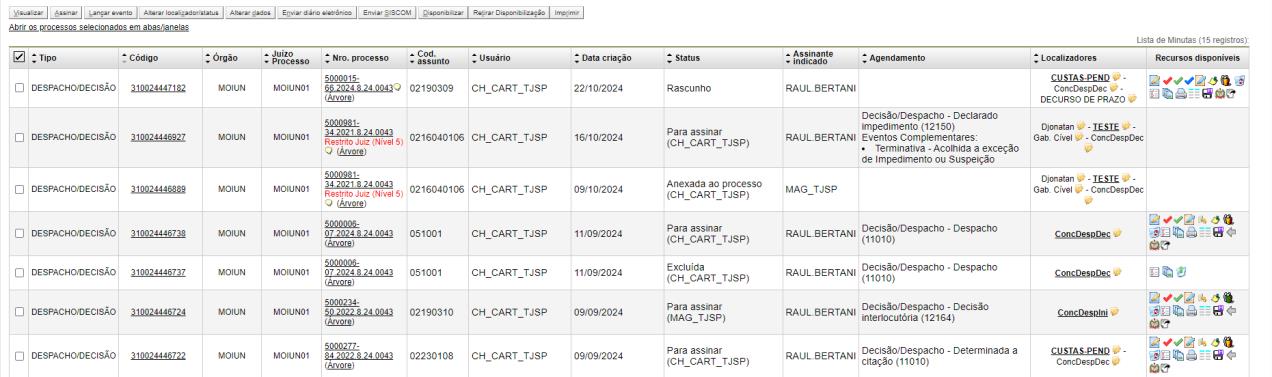 Visualizar Assinar Lançar evento Alterar localizador/status Alterar dados Enviar diário eletrônico Enviar SISCOM Disponibilizar Retirar Disponibilização Imprimir
Abrir os processos selecionados em abas/janelas
Lista de Minutas (15 registros):
Tipo Código Órgão Juízo Processo Nro. processo Cod. assunto Usuário Data criação Status Assinante indicado Agendamento Localizadores Recursos disponíveis
DESPACHO/DECISÃO 310024447182 MOIUN MOIUN01 5000015-66.2024.8.24.0043 (Árvore) 02190309 CH_CART_TJSP 22/10/2024 Rascunho RAUL.BERTANI CUSTAS-PEND - ConcDespDec - DECURSO DE PRAZO
DESPACHO/DECISÃO 310024446927 MOIUN MOIUN01 5000981-34.2021.8.24.0043 Restrito Juiz (Nível 5) (Árvore) 0216040106 CH_CART_TJSP 16/10/2024 Para assinar (CH_CART_TJSP) RAUL.BERTANI Decisão/Despacho - Declarado impedimento (12150) Eventos Complementares: • Terminativa - Acolhida a exceção de Impedimento ou Suspeição Djonatan - TESTE - Gab. Cível - ConcDespDec
DESPACHO/DECISÃO 310024446889 MOIUN MOIUN01 5000981-34.2021.8.24.0043 Restrito Juiz (Nível 5) (Árvore) 0216040106 CH_CART_TJSP 09/10/2024 Anexada ao processo (CH_CART_TJSP) MAG_TJSP Djonatan - TESTE - Gab. Cível - ConcDespDec
DESPACHO/DECISÃO 310024446738 MOIUN MOIUN01 5000006-07.2024.8.24.0043 (Árvore) 051001 CH_CART_TJSP 11/09/2024 Para assinar (CH_CART_TJSP) RAUL.BERTANI Decisão/Despacho - Despacho (11010) ConcDespDec
DESPACHO/DECISÃO 310024446737 MOIUN MOIUN01 5000006-07.2024.8.24.0043 (Árvore) 051001 CH_CART_TJSP 11/09/2024 Excluída (CH_CART_TJSP) RAUL.BERTANI Decisão/Despacho - Despacho (11010) ConcDespDec
DESPACHO/DECISÃO 310024446724 MOIUN MOIUN01 5000234-50.2022.8.24.0043 (Árvore) 02190310 CH_CART_TJSP 09/09/2024 Para assinar (MAG_TJSP) RAUL.BERTANI Decisão/Despacho - Decisão interlocutória (12164) ConcDespIni
DESPACHO/DECISÃO 310024446722 MOIUN MOIUN01 5000277-84.2022.8.24.0043 (Árvore) 02230108 CH_CART_TJSP 09/09/2024 Para assinar (CH_CART_TJSP) RAUL.BERTANI Decisão/Despacho - Determinada a citação (11010) CUSTAS-PEND - ConcDespDec